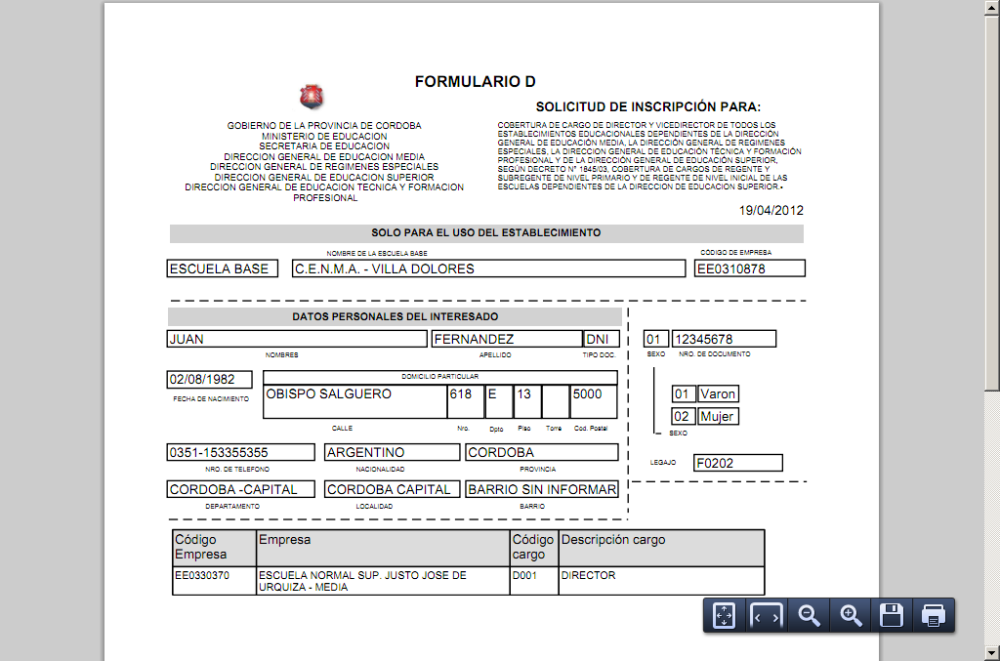 FORMULARIO D
SOLICITUD DE INSCRIPCIÓN PARA:
GOBIERNO DE LA PROVINCIA DE CORDOBA
MINISTERIO DE EDUCACION
SECRETARIA DE EDUCACION
DIRECCION GENERAL DE EDUCACION MEDIA
DIRECCION GENERAL DE REGIMENES ESPECIALES
DIRECCION GENERAL DE EDUCACION SUPERIOR
DIRECCION GENERAL DE EDUCACION TECNICA Y FORMACION
PROFESIONAL
COBERTURA DE CARGO DE DIRECTOR Y VICEDIRECTOR DE TODOS LOS
ESTABLECIMIENTOS EDUCACIONALES DEPENDIENTES DE LA DIRECCIÓN
GENERAL DE EDUCACIÓN MEDIA, LA DIRECCIÓN GENERAL DE REGIMENES
ESPECIALES, LA DIRECCION GENERAL DE EDUCACIÓN TÉCNICA Y FORMACIÓN
PROFESIONAL Y DE LA DIRECCIÓN GENERAL DE EDUCACIÓN SUPERIOR,
SEGÚN DECRETO N° 1845/03, COBERTURA DE CARGOS DE REGENTE Y
SUBREGENTE DE NIVEL PRIMARIO Y DE REGENTE DE NIVEL INICIAL DE LAS
ESCUELAS DEPENDIENTES DE LA DIRECCION DE EDUCACION SUPERIOR.-
19/04/2012
SOLO PARA EL USO DEL ESTABLECIMIENTO
NOMBRE DE LA ESCUELA BASE CÓDIGO DE EMPRESA
ESCUELA BASE C.E.N.M.A. - VILLA DOLORES EE0310878
DATOS PERSONALES DEL INTERESADO
JUAN FERNANDEZ DNI 01 12345678
NOMBRES APELLIDO TIPO DOC. SEXO NRO. DE DOCUMENTO
02/08/1982 DOMICILIO PARTICULAR
OBISPO SALGUERO 618 E 13 5000 01 Varon
FECHA DE NACIMIENTO
02 Mujer
CALLE Nro. Dpto Piso Torre Cod. Postal SEXO
0351-153355355 ARGENTINO CORDOBA
LEGAJO F0202
NRO. DE TELEFONO NACIONALIDAD PROVINCIA
CORDOBA -CAPITAL CORDOBA CAPITAL BARRIO SIN INFORMAR
DEPARTAMENTO LOCALIDAD BARRIO
Código Empresa Código Descripción cargo
Empresa cargo
EE0330370 ESCUELA NORMAL SUP. JUSTO JOSE DE D001 DIRECTOR
URQUIZA - MEDIA